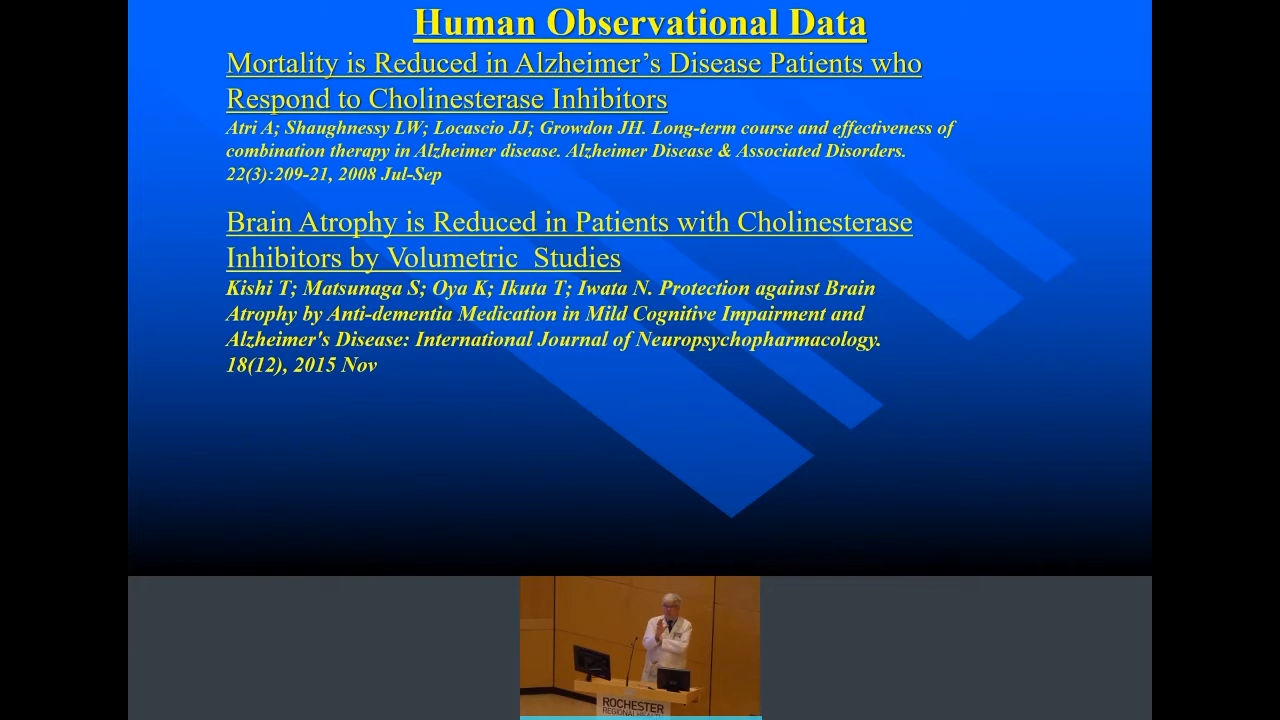 Human Observational Data
Mortality is Reduced in Alzheimer’s Disease Patients who
Respond to Cholinesterase Inhibitors
Atri A; Shaughnessy LW; Locascio JJ; Growdon JH. Long-term course and effectiveness of
combination therapy in Alzheimer disease. Alzheimer Disease & Associated Disorders.
22(3):209-21, 2008 Jul-Sep
Brain Atrophy is Reduced in Patients with Cholinesterase
Inhibitors by Volumetric  Studies
Kishi T; Matsunaga S; Oya K; Ikuta T; Iwata N. Protection against Brain
Atrophy by Anti-dementia Medication in Mild Cognitive Impairment and
Alzheimer's Disease: International Journal of Neuropsychopharmacology.
18(12), 2015 Nov
ROCHESTER
REGIONAL HEALTH